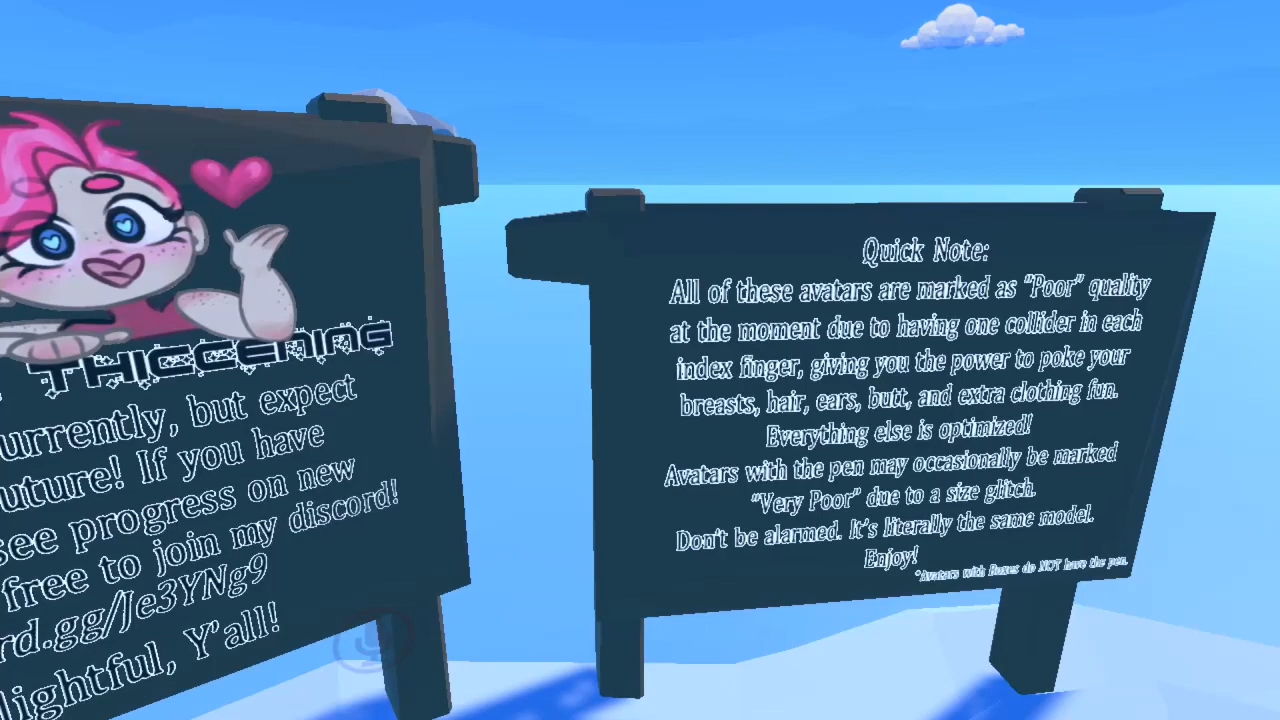 THICCENING
urrently, but expect
uture! If you have
see progress on new
free to join my discord!
rd.gg/Je3YNg9
lightful, Y'all!
Quick Note:
All of these avatars are marked as "Poor" quality
at the moment due to having one collider in each
index finger, giving you the power to poke your
breasts, hair, ears, butt, and extra clothing fun.
Everything else is optimized!
Avatars with the pen may occasionally be marked
"Very Poor" due to a size glitch.
Don't be alarmed. It's literally the same model.
Enjoy!
*Avatars with Boxes do NOT have the pen.